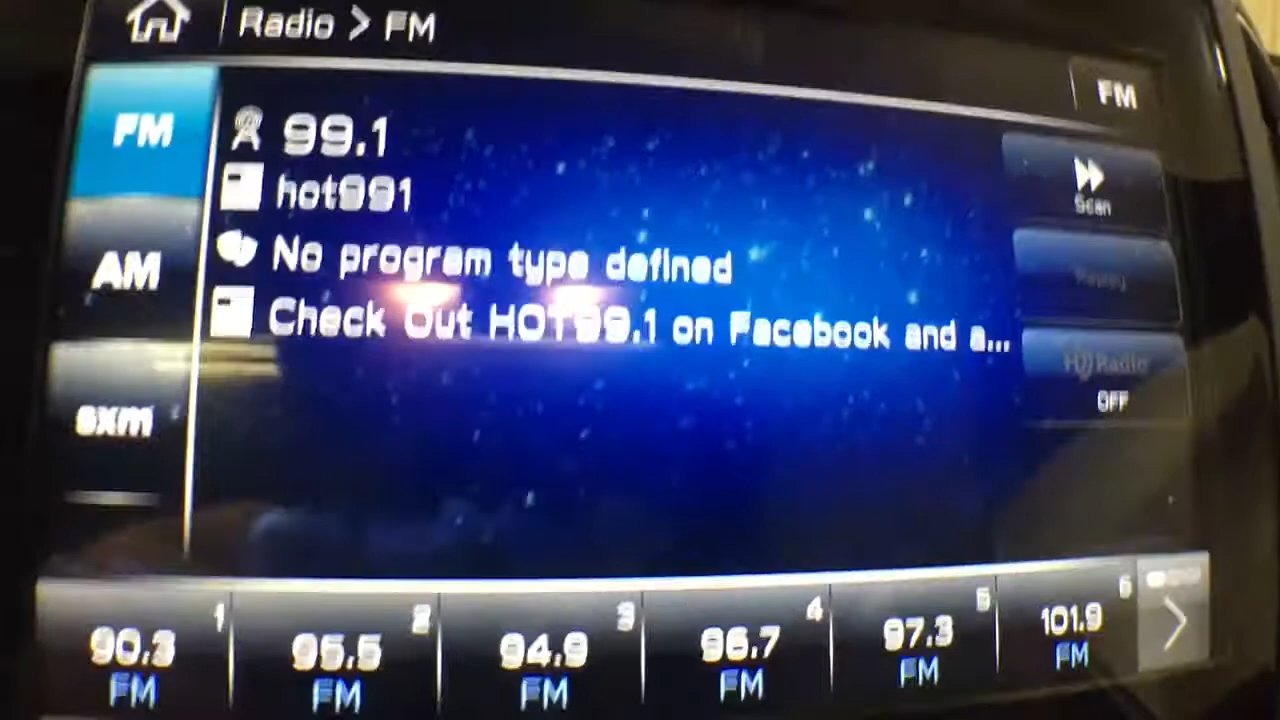 Radio > FM
FM
FM
99.1
hot991
Scan
AM
No program type defined
Check Out HOT99.1 on Facebook and a...
HD Radio
OFF
sxm
1
90.3
FM
2
95.5
FM
3
94.9
FM
4
96.7
FM
5
97.3
FM
6
101.9
FM